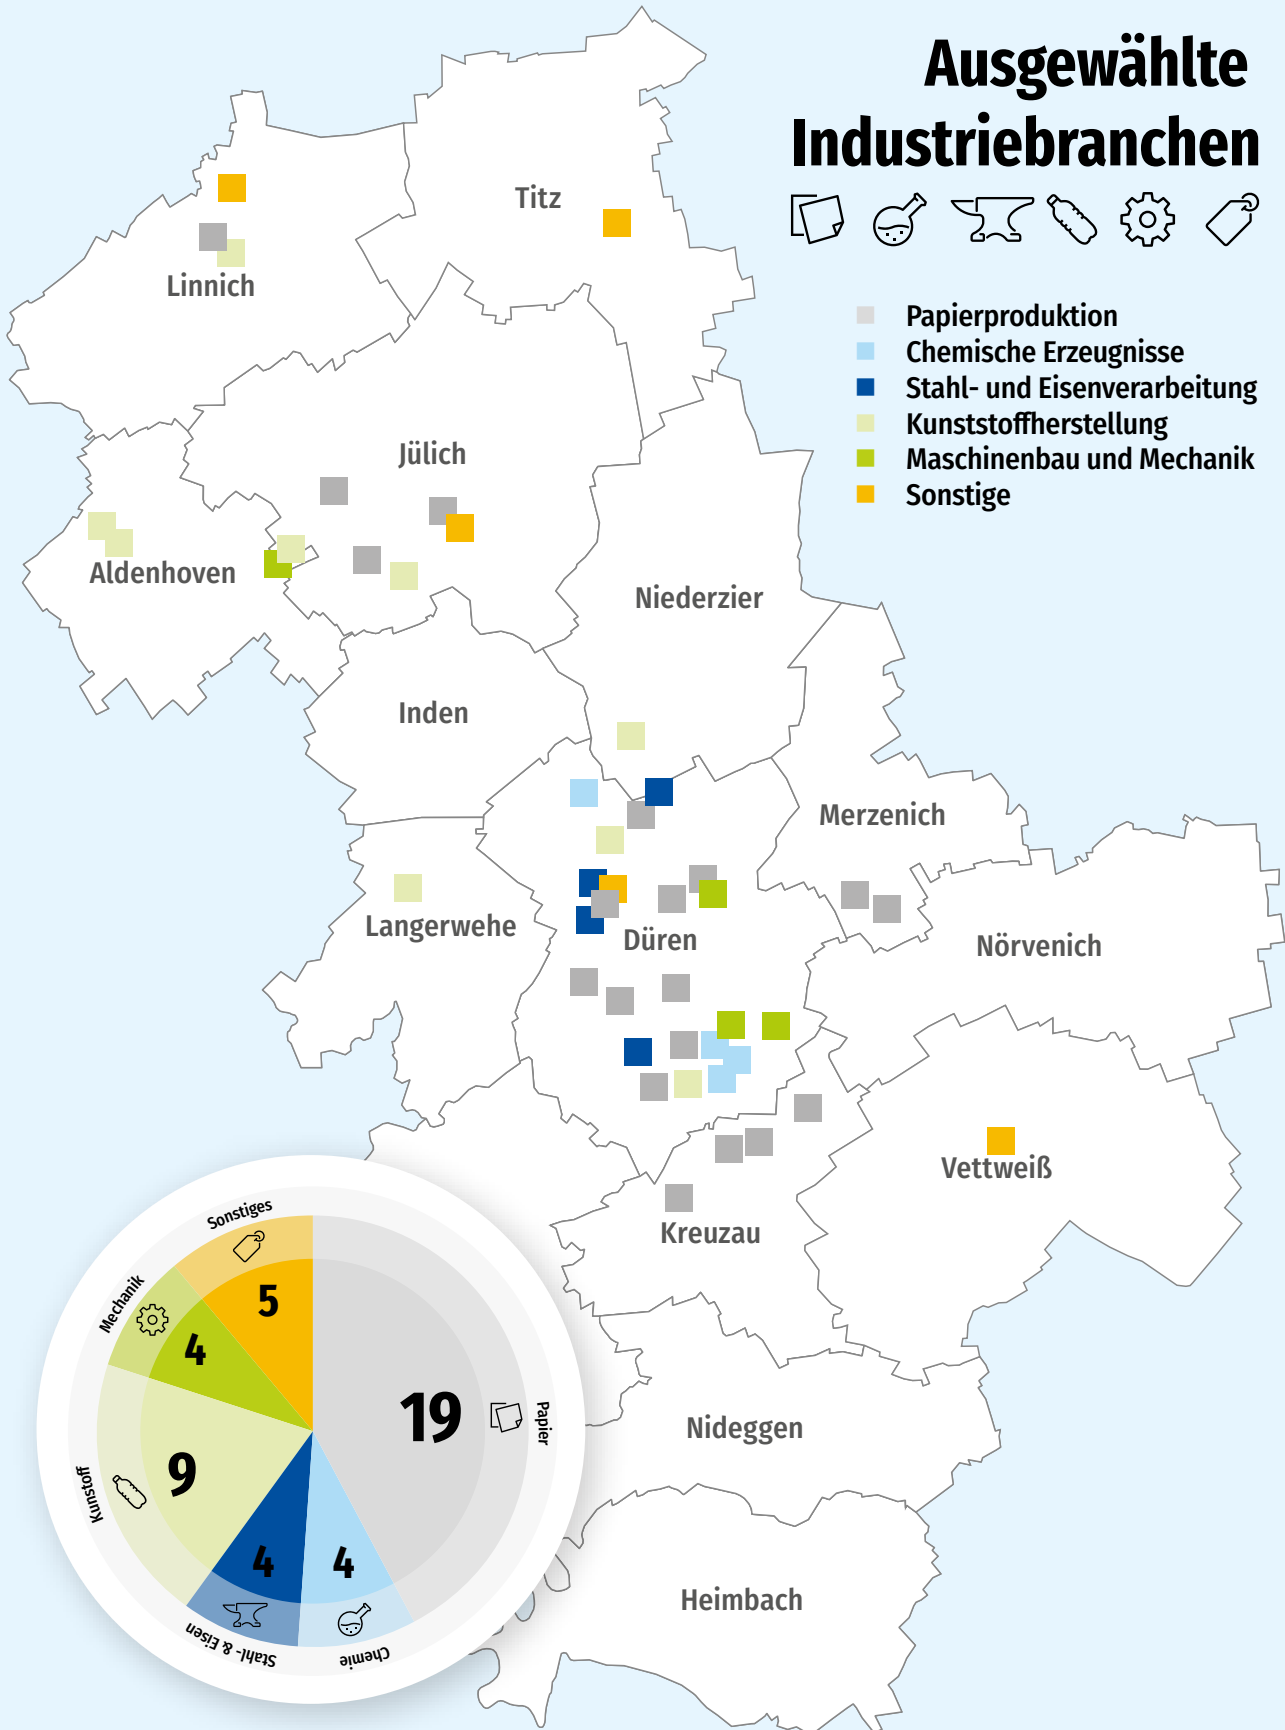 Ausgewählte
Industriebranchen
Papierproduktion
Chemische Erzeugnisse
Stahl- und Eisenverarbeitung
Kunststoffherstellung
Maschinenbau und Mechanik
Sonstige
Titz
Linnich
Jülich
Aldenhoven
Niederzier
Inden
Merzenich
Langerwehe
Düren
Nörvenich
Vettweiß
Kreuzau
Nideggen
Heimbach
Sonstiges
5
Mechanik
4
19
Papier
9
Kunstoff
4
4
Stahl- & Eisen
Chemie